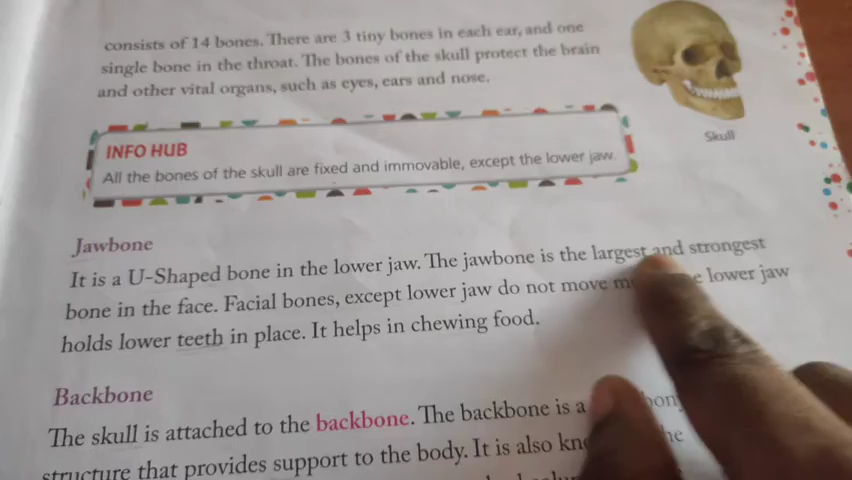 consists of 14 bones. There are 3 tiny bones in each ear, and one
single bone in the throat. The bones of the skull protect the brain
and other vital organs, such as eyes, ears and nose.
Skull
INFO HUB
All the bones of the skull are fixed and immovable, except the lower jaw.
Jawbone
It is a U-Shaped bone in the lower jaw. The jawbone is the largest and strongest
bone in the face. Facial bones, except lower jaw do not move lower jaw
holds lower teeth in place. It helps in chewing food.
Backbone
The skull is attached to the backbone. The backbone is a
structure that provides support to the body. It is also